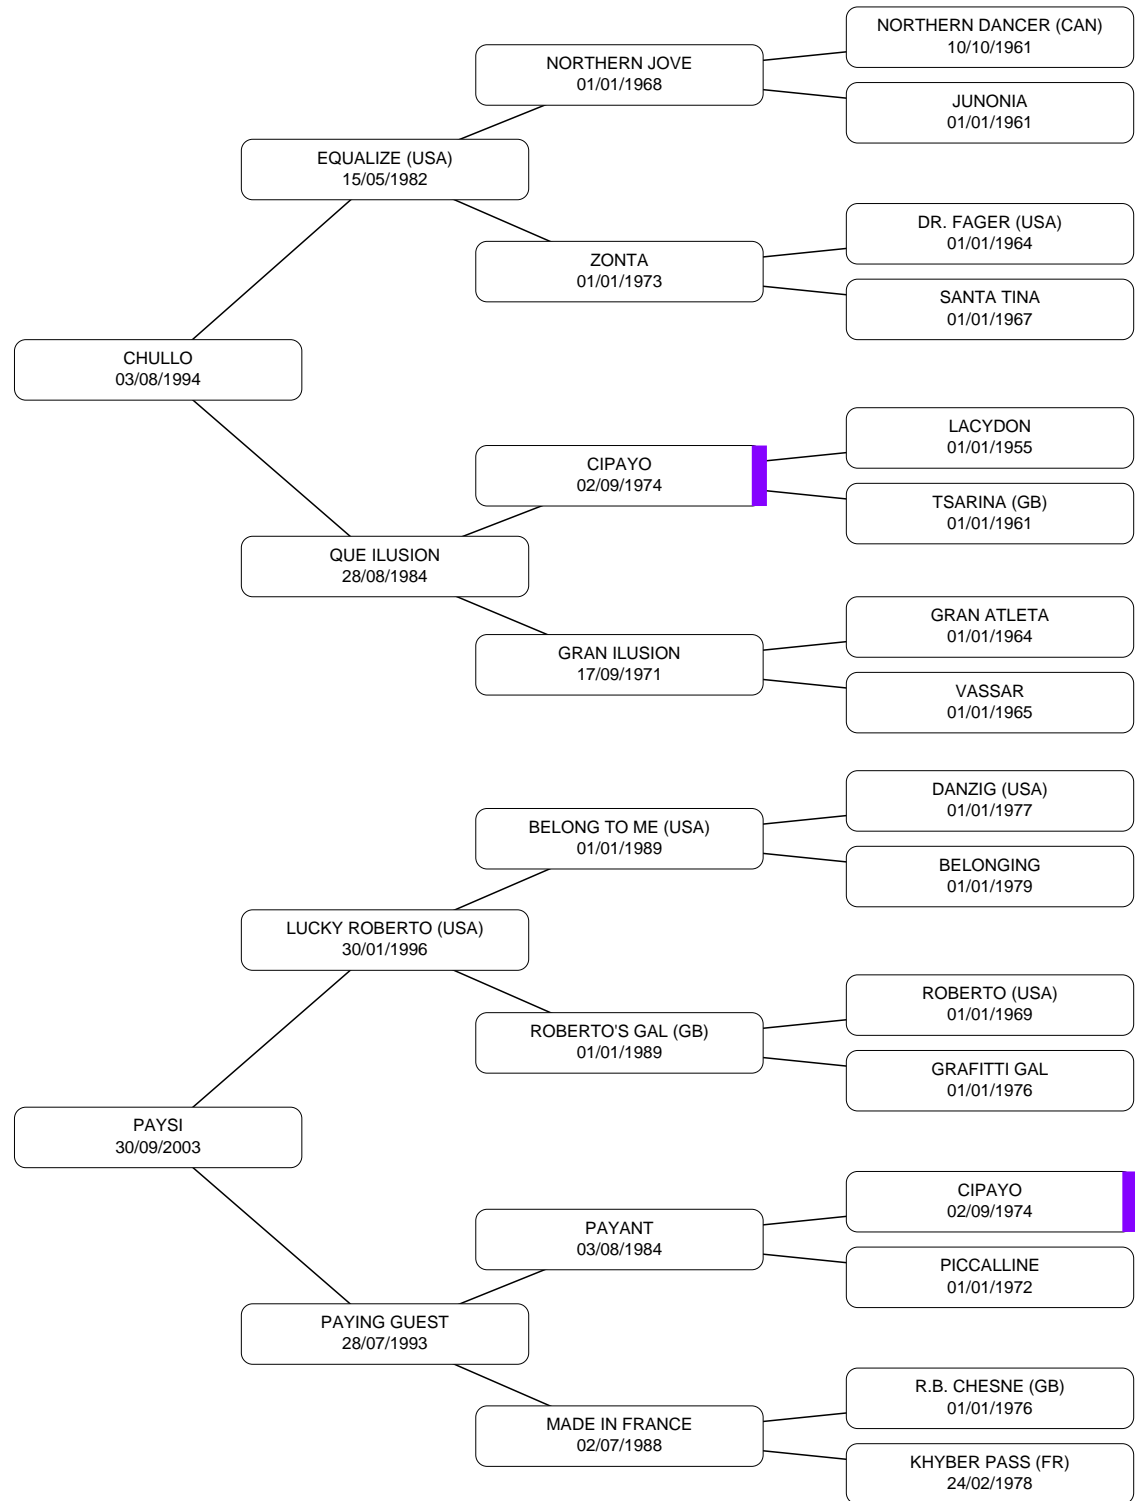 NORTHERN DANCER (CAN)
10/10/1961
NORTHERN JOVE
01/01/1968
JUNONIA
01/01/1961
EQUALIZE (USA)
15/05/1982
DR. FAGER (USA)
01/01/1964
ZONTA
01/01/1973
SANTA TINA
01/01/1967
CHULLO
03/08/1994
LACYDON
01/01/1955
CIPAYO
02/09/1974
TSARINA (GB)
01/01/1961
QUE ILUSION
28/08/1984
GRAN ATLETA
01/01/1964
GRAN ILUSION
17/09/1971
VASSAR
01/01/1965
DANZIG (USA)
01/01/1977
BELONG TO ME (USA)
01/01/1989
BELONGING
01/01/1979
LUCKY ROBERTO (USA)
30/01/1996
ROBERTO (USA)
01/01/1969
ROBERTO'S GAL (GB)
01/01/1989
GRAFITTI GAL
01/01/1976
PAYSI
30/09/2003
CIPAYO
02/09/1974
PAYANT
03/08/1984
PICCALLINE
01/01/1972
PAYING GUEST
28/07/1993
R.B. CHESNE (GB)
01/01/1976
MADE IN FRANCE
02/07/1988
KHYBER PASS (FR)
24/02/1978